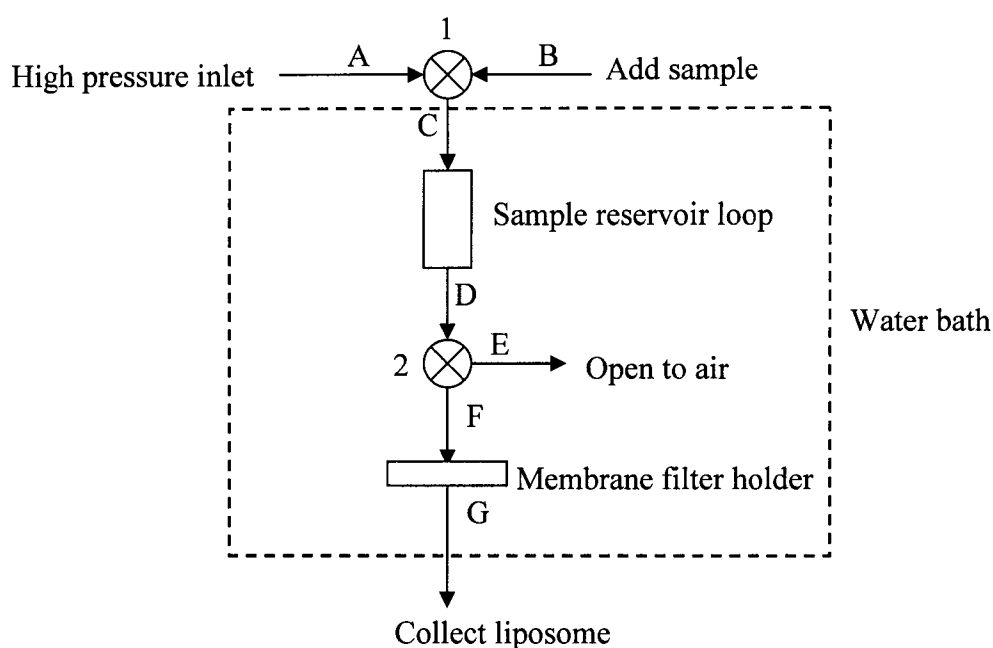 1
A
B
High pressure inlet
Add sample
C
Sample reservoir loop
D
Water bath
2
E
Open to air
F
Membrane filter holder
G
Collect liposome